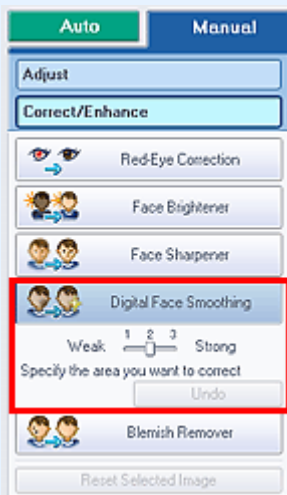 Auto Manual
Adjust
Correct/Enhance
Red-Eye Correction
Face Brightener
Face Sharpener
Digital Face Smoothing
1 2 3
Weak Strong
Specify the area you want to correct
Undo
Blemish Remover
Reset Selected Image